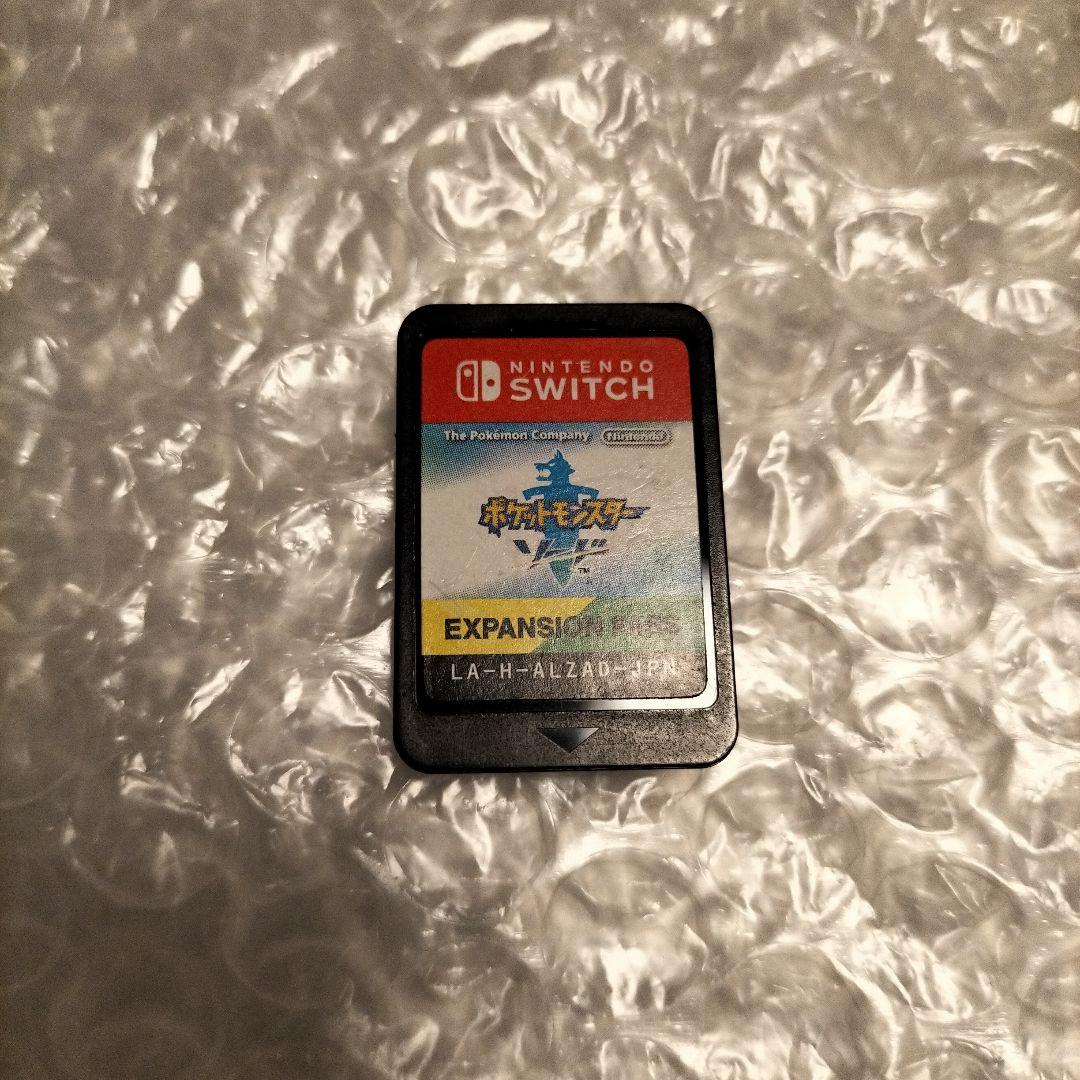 NINTENDO
SWITCH
The Pokémon Company Nintendo
ポケットモンスター
ソード
TM
EXPANSION PASS
LA-H-ALZAD-JPN